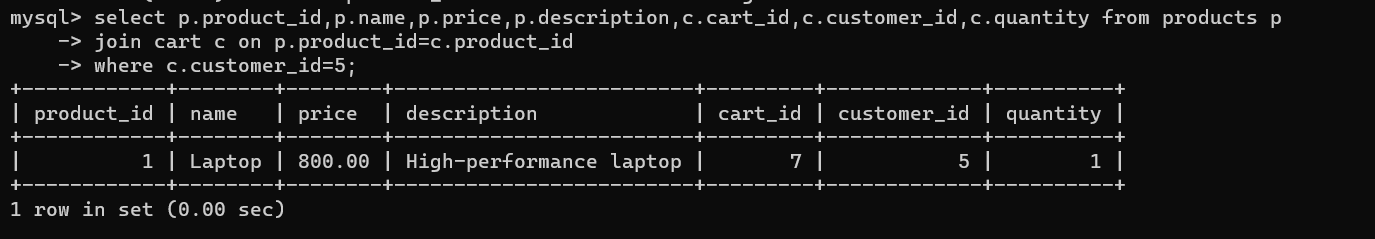 mysql> select p.product_id,p.name,p.price,p.description,c.cart_id,c.customer_id,c.quantity from products p
    -> join cart c on p.product_id=c.product_id
    -> where c.customer_id=5;
+------------+--------+--------+-------------------------+---------+-------------+----------+
| product_id | name   | price  | description             | cart_id | customer_id | quantity |
+------------+--------+--------+-------------------------+---------+-------------+----------+
|          1 | Laptop | 800.00 | High-performance laptop |       7 |           5 |        1 |
+------------+--------+--------+-------------------------+---------+-------------+----------+
1 row in set (0.00 sec)